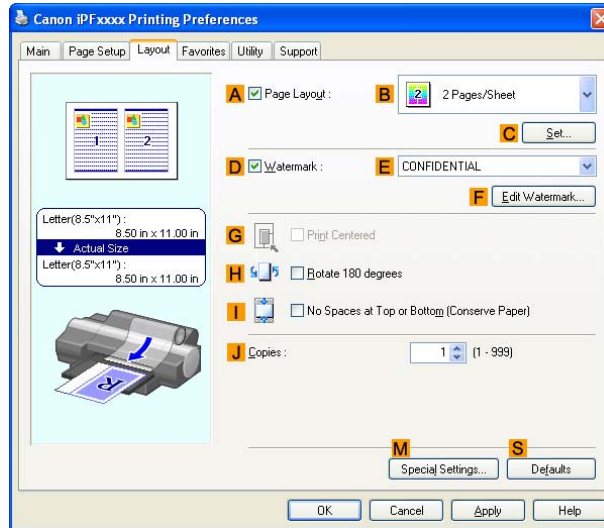 Canon iPFxxxx Printing Preferences
Main Page Setup Layout Favorites Utility Support
A Page Layout : B 2 2 Pages/Sheet
C Set...
1 2
D Watermark : E CONFIDENTIAL
F Edit Watermark...
Letter(8.5"x11") :
8.50 in x 11.00 in
Actual Size
Letter(8.5"x11") :
8.50 in x 11.00 in
G Print Centered
H Rotate 180 degrees
I No Spaces at Top or Bottom (Conserve Paper)
R
J Copies : 1 (1 - 999)
M S
Special Settings... Defaults
OK Cancel Apply Help